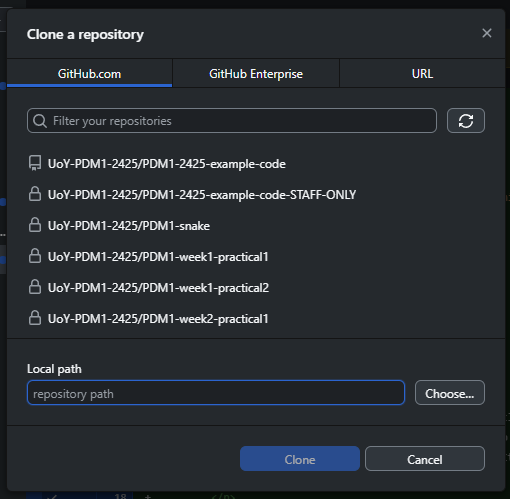 Clone a repository
GitHub.com
GitHub Enterprise
URL
Filter your repositories
UoY-PDM1-2425/PDM1-2425-example-code
UoY-PDM1-2425/PDM1-2425-example-code-STAFF-ONLY
UoY-PDM1-2425/PDM1-snake
UoY-PDM1-2425/PDM1-week1-practical1
UoY-PDM1-2425/PDM1-week1-practical2
UoY-PDM1-2425/PDM1-week2-practical1
Local path
repository path
Choose...
Clone
Cancel
18 +